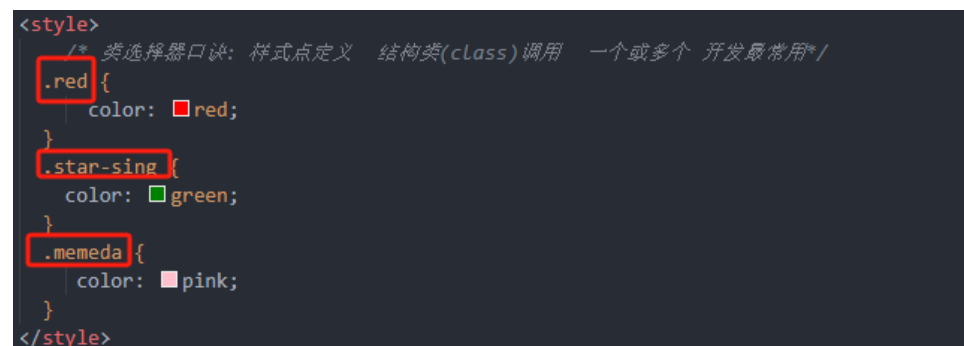 <style>
/* 类选择器口诀: 样式点定义 结构类(class)调用 一个或多个 开发最常用*/
.red {
color: red;
}
.star-sing {
color: green;
}
.memeda {
color: pink;
}
</style>